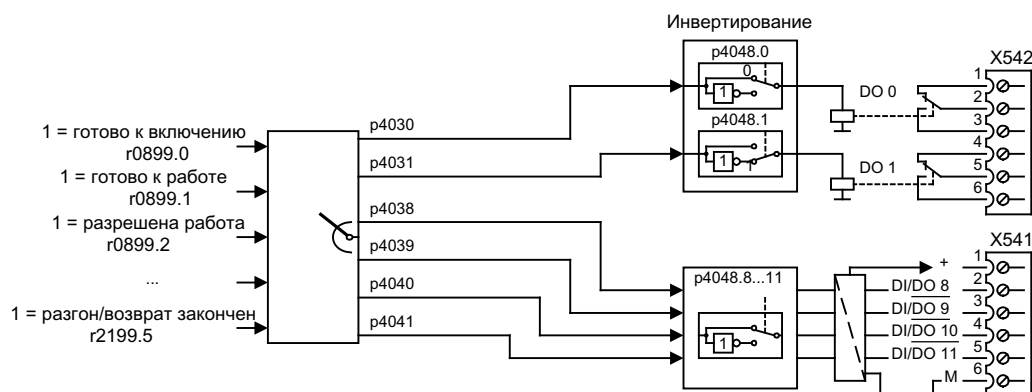 Инвертирование
p4048.0
0
1
p4048.1
1
1
X542
1
2
3
4
5
6
DO 0
DO 1
1 = готово к включению
r0899.0
1 = готово к работе
r0899.1
1 = разрешена работа
r0899.2
...
1 = разгон/возврат закончен
r2199.5
p4030
p4031
p4038
p4039
p4040
p4041
p4048.8...11
1
X541
+
1
DI/DO 8
2
DI/DO 9
3
DI/DO 10
4
DI/DO 11
5
M
6